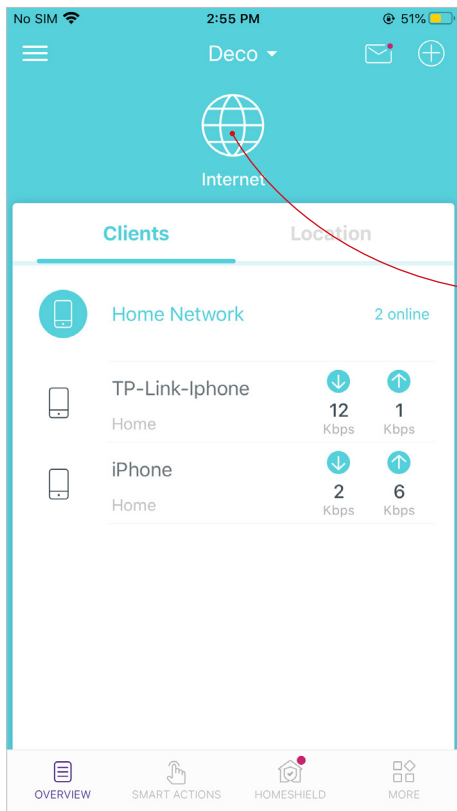 No SIM 2:55 PM 51%
Deco
Internet
Clients Location
Home Network 2 online
TP-Link-Iphone
Home
12 1
Kbps Kbps
iPhone
Home
2 6
Kbps Kbps
OVERVIEW SMART ACTIONS HOMESHIELD MORE